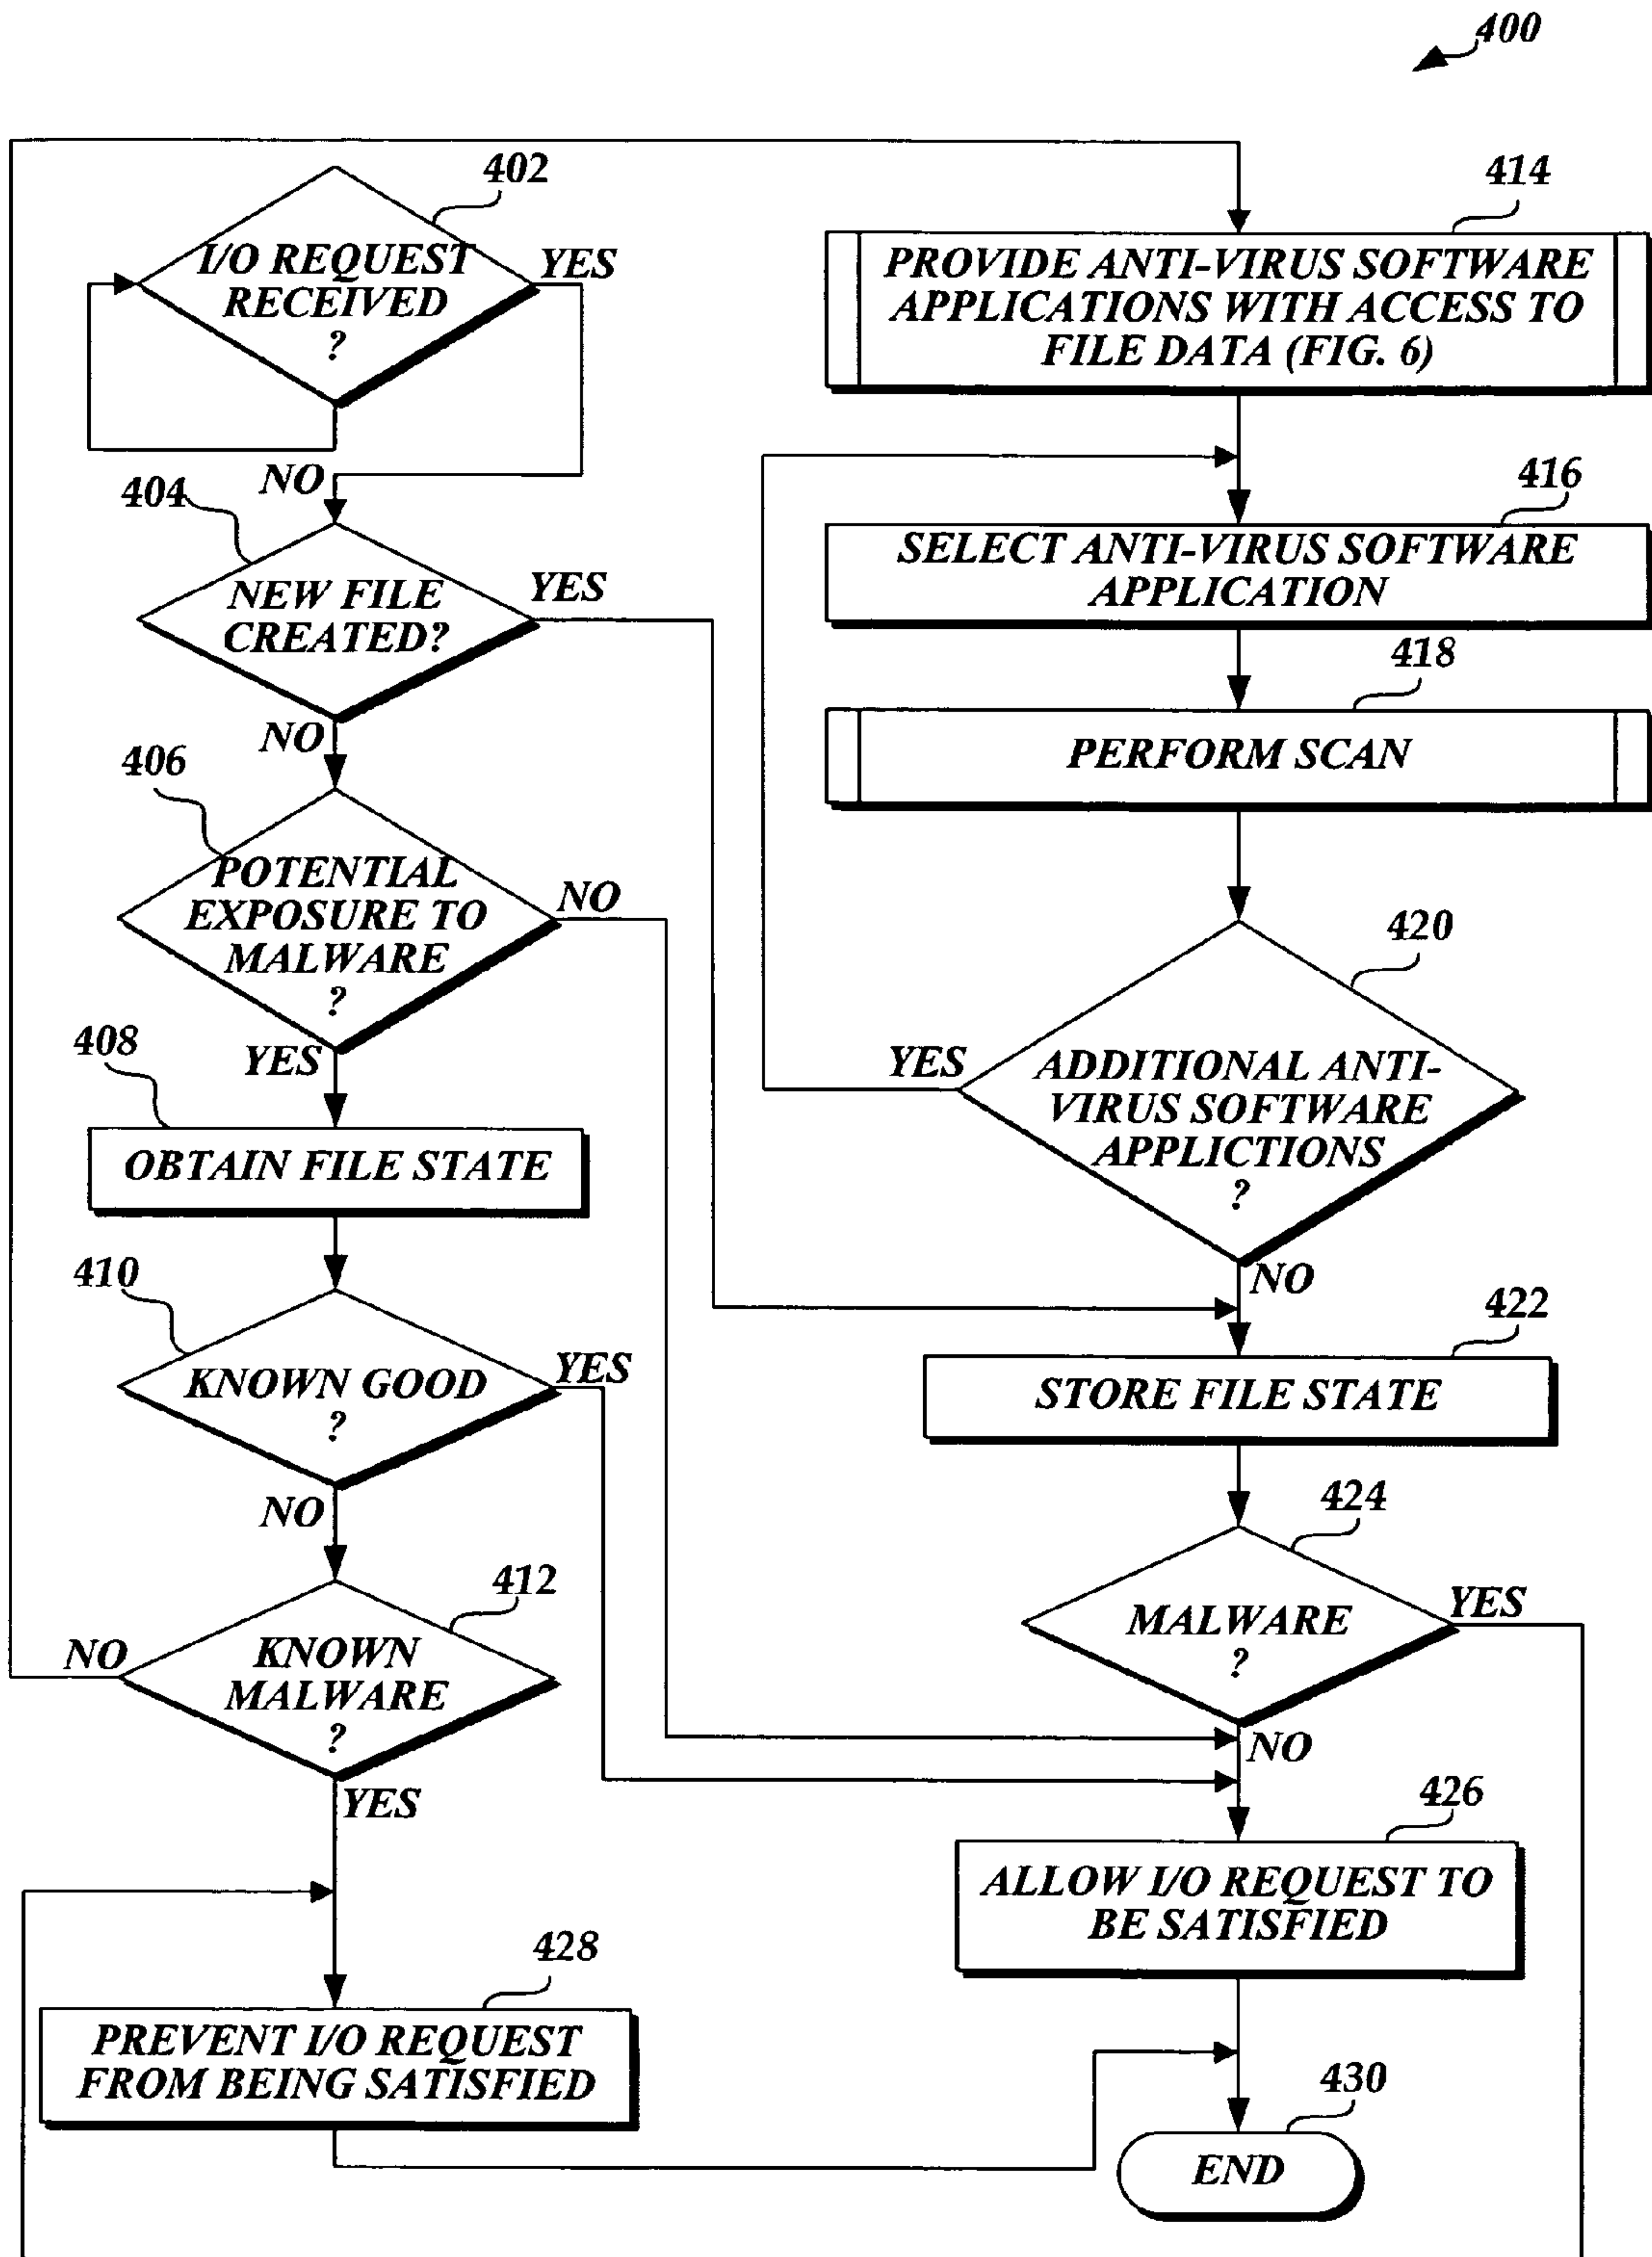 400
402
I/O REQUEST
RECEIVED
?
YES
NO
404
NEW FILE
CREATED?
YES
NO
406
POTENTIAL
EXPOSURE TO
MALWARE
?
NO
YES
408
OBTAIN FILE STATE
410
KNOWN GOOD
?
YES
NO
412
KNOWN
MALWARE
?
NO
YES
428
PREVENT I/O REQUEST
FROM BEING SATISFIED
414
PROVIDE ANTI-VIRUS SOFTWARE
APPLICATIONS WITH ACCESS TO
FILE DATA (FIG. 6)
416
SELECT ANTI-VIRUS SOFTWARE
APPLICATION
418
PERFORM SCAN
420
ADDITIONAL ANTI-
VIRUS SOFTWARE
APPLICTIONS
?
YES
NO
422
STORE FILE STATE
424
MALWARE
?
YES
NO
426
ALLOW I/O REQUEST TO
BE SATISFIED
430
END